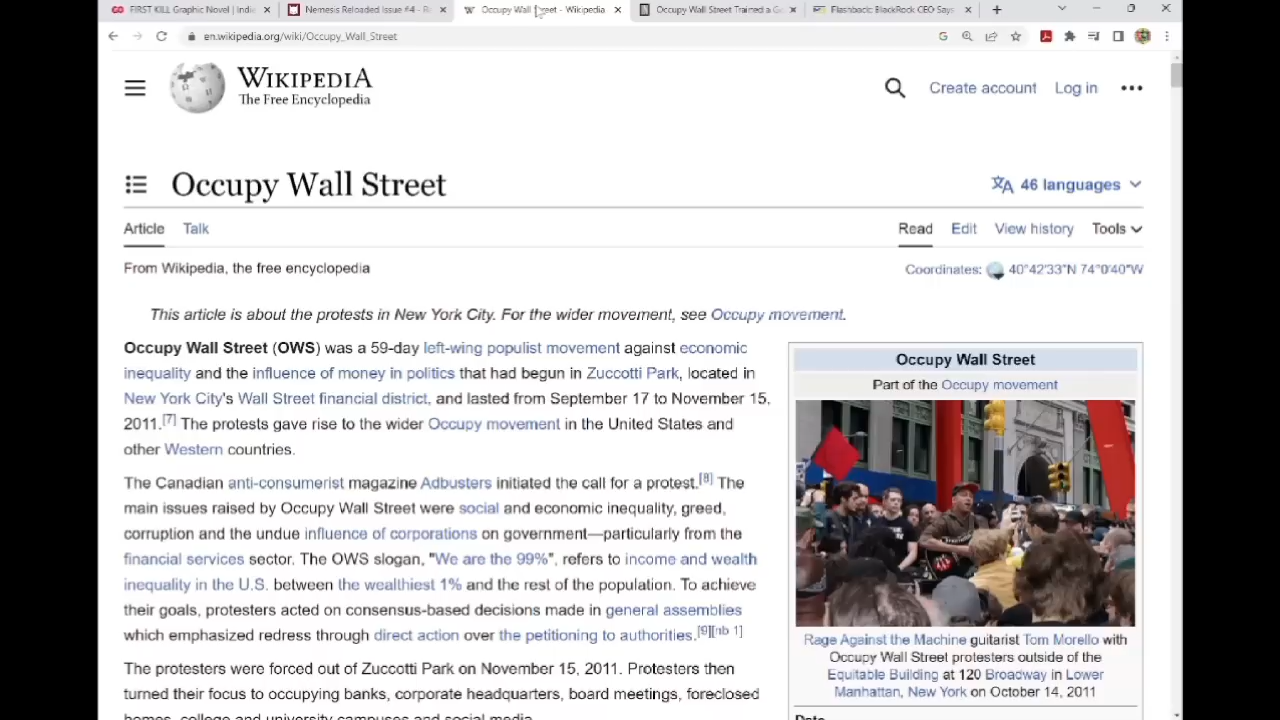 FIRST KILL Graphic Novel | Indie
Nemesis Reloaded Issue #4 - R
Occupy Wall Street - Wikipedia
Occupy Wall Street Trained a G
Flashback: BlackRock CEO Says
en.wikipedia.org/wiki/Occupy_Wall_Street
WIKIPEDIA
The Free Encyclopedia
Create account
Log in
Occupy Wall Street
46 languages
Article
Talk
Read
Edit
View history
Tools
From Wikipedia, the free encyclopedia
Coordinates: 40°42′33″N 74°0′40″W
This article is about the protests in New York City. For the wider movement, see Occupy movement.
Occupy Wall Street (OWS) was a 59-day left-wing populist movement against economic
inequality and the influence of money in politics that had begun in Zuccotti Park, located in
New York City's Wall Street financial district, and lasted from September 17 to November 15,
2011.[7] The protests gave rise to the wider Occupy movement in the United States and
other Western countries.
The Canadian anti-consumerist magazine Adbusters initiated the call for a protest.[8] The
main issues raised by Occupy Wall Street were social and economic inequality, greed,
corruption and the undue influence of corporations on government—particularly from the
financial services sector. The OWS slogan, "We are the 99%", refers to income and wealth
inequality in the U.S. between the wealthiest 1% and the rest of the population. To achieve
their goals, protesters acted on consensus-based decisions made in general assemblies
which emphasized redress through direct action over the petitioning to authorities.[9][nb 1]
The protesters were forced out of Zuccotti Park on November 15, 2011. Protesters then
turned their focus to occupying banks, corporate headquarters, board meetings, foreclosed
homes, college and university campuses and social media.
Occupy Wall Street
Part of the Occupy movement
Rage Against the Machine guitarist Tom Morello with
Occupy Wall Street protesters outside of the
Equitable Building at 120 Broadway in Lower
Manhattan, New York on October 14, 2011
Date